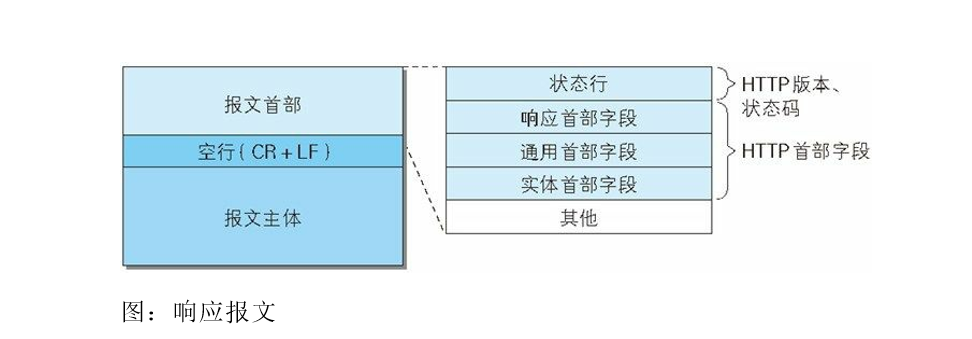 报文首部
空行(CR+LF)
报文主体
状态行
响应首部字段
通用首部字段
实体首部字段
其他
HTTP版本、
状态码
HTTP首部字段
图：响应报文